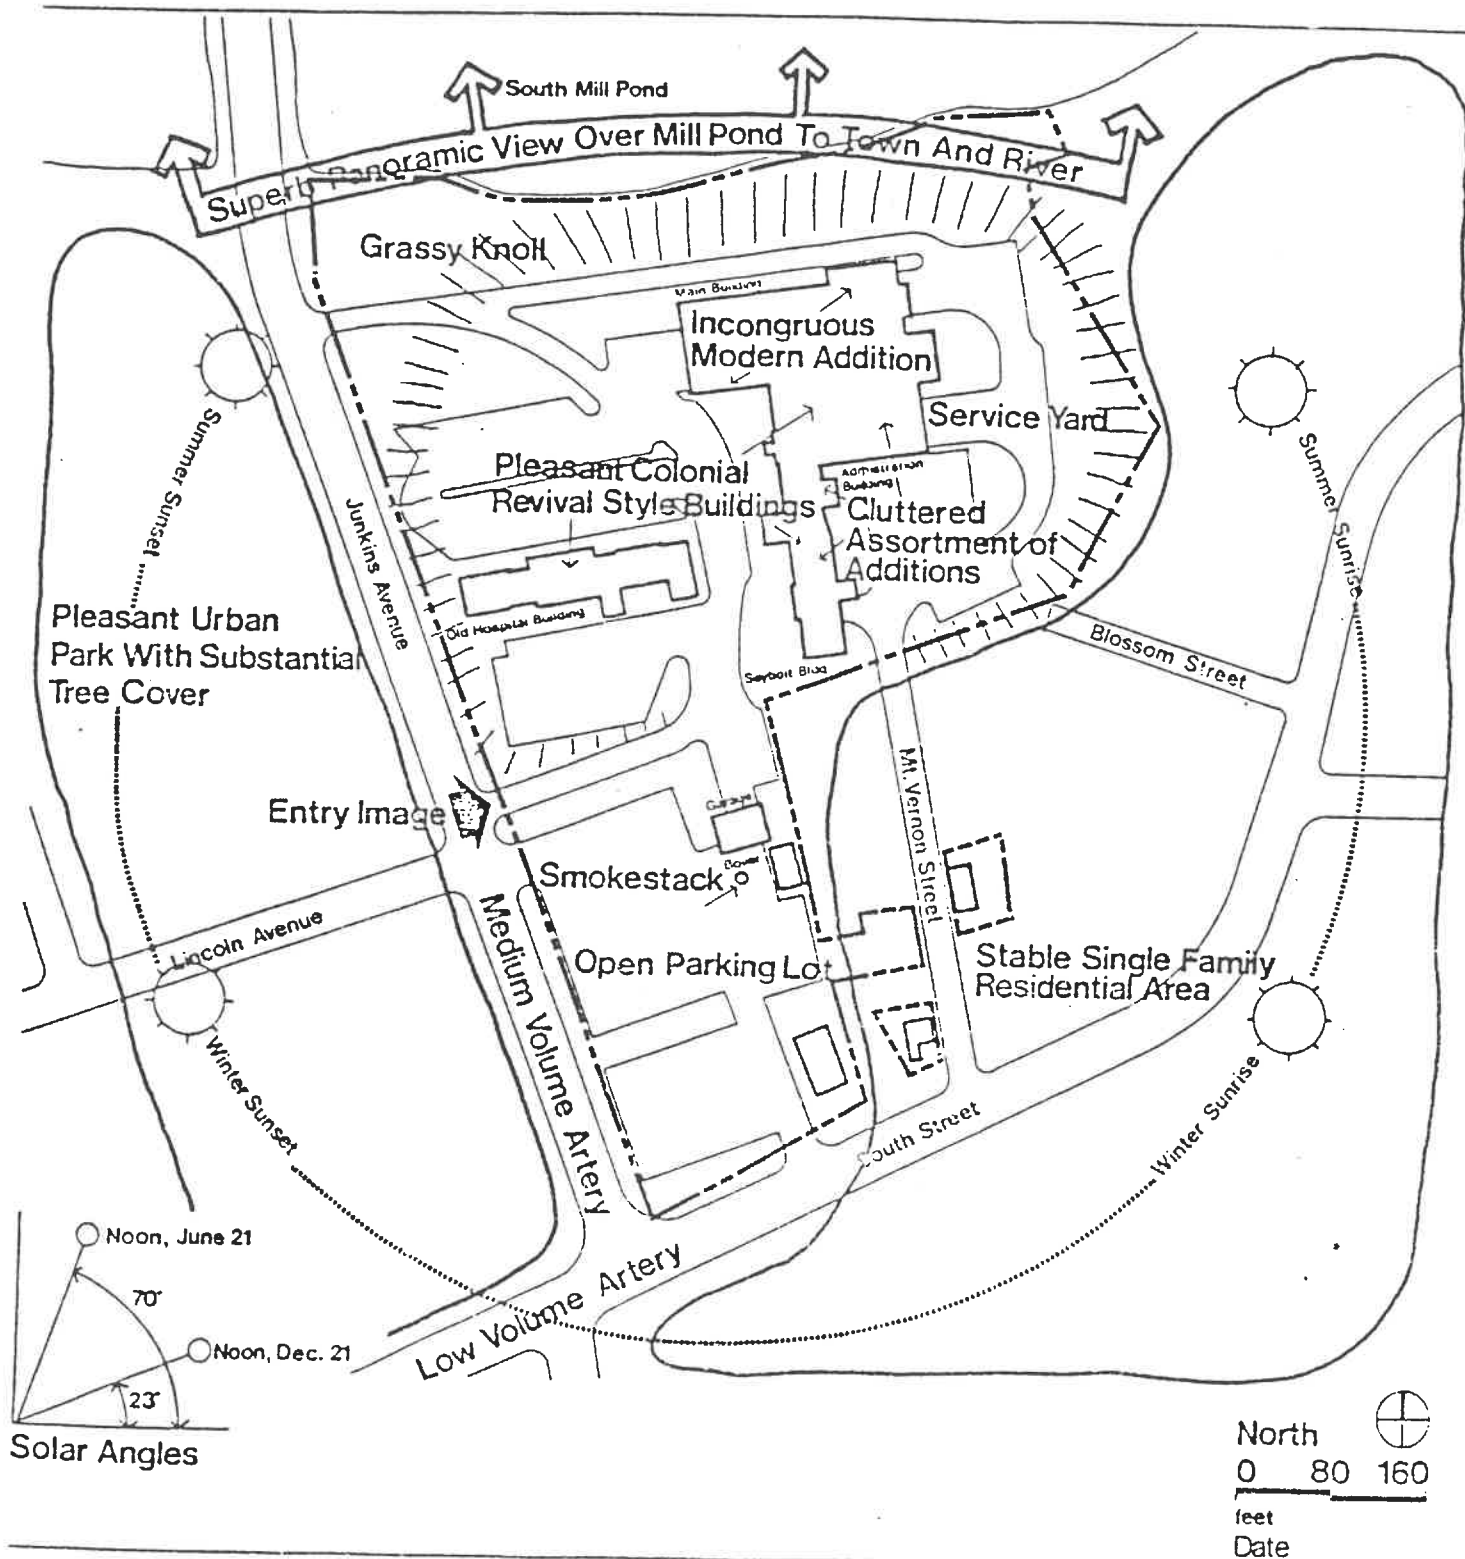 South Mill Pond
Superb Panoramic View Over Mill Pond To Town And River
Grassy Knoll
Main Building
Incongruous
Modern Addition
Summer Sunset
Service Yard
Summer Sunrise
Pleasant Colonial
Revival Style Buildings
Administration
Building
Cluttered
Assortment of
Additions
Junkins Avenue
Old Hospital Building
Pleasant Urban
Park With Substantial
Tree Cover
Blossom Street
Seybolt Bldg
Mt. Vernon Street
Entry Image
Garage
Boiler
Smokestack
Lincoln Avenue
Medium Volume Artery
Open Parking Lot
Stable Single Family
Residential Area
Winter Sunset
Winter Sunrise
South Street
Low Volume Artery
Noon, June 21
70°
Noon, Dec. 21
23°
Solar Angles
North
0 80 160
feet
Date